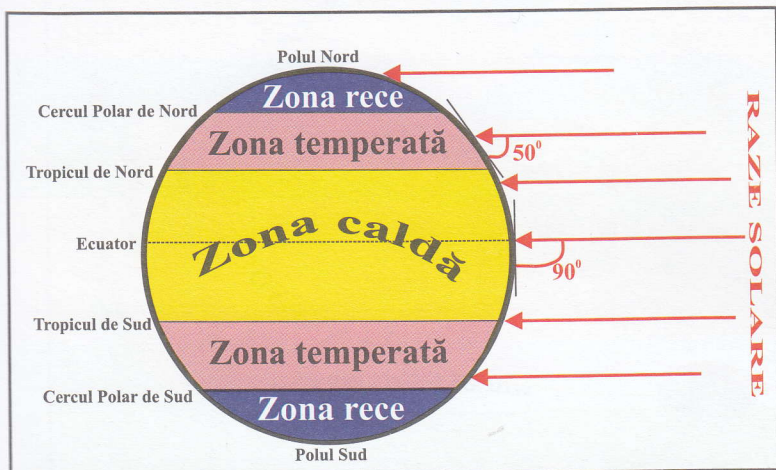 Polul Nord
Zona rece
Cercul Polar de Nord
Zona temperată
50⁰
Tropicul de Nord
Ecuator
Zona caldă
90⁰
Tropicul de Sud
Zona temperată
Cercul Polar de Sud
Zona rece
Polul Sud
RAZE SOLARE